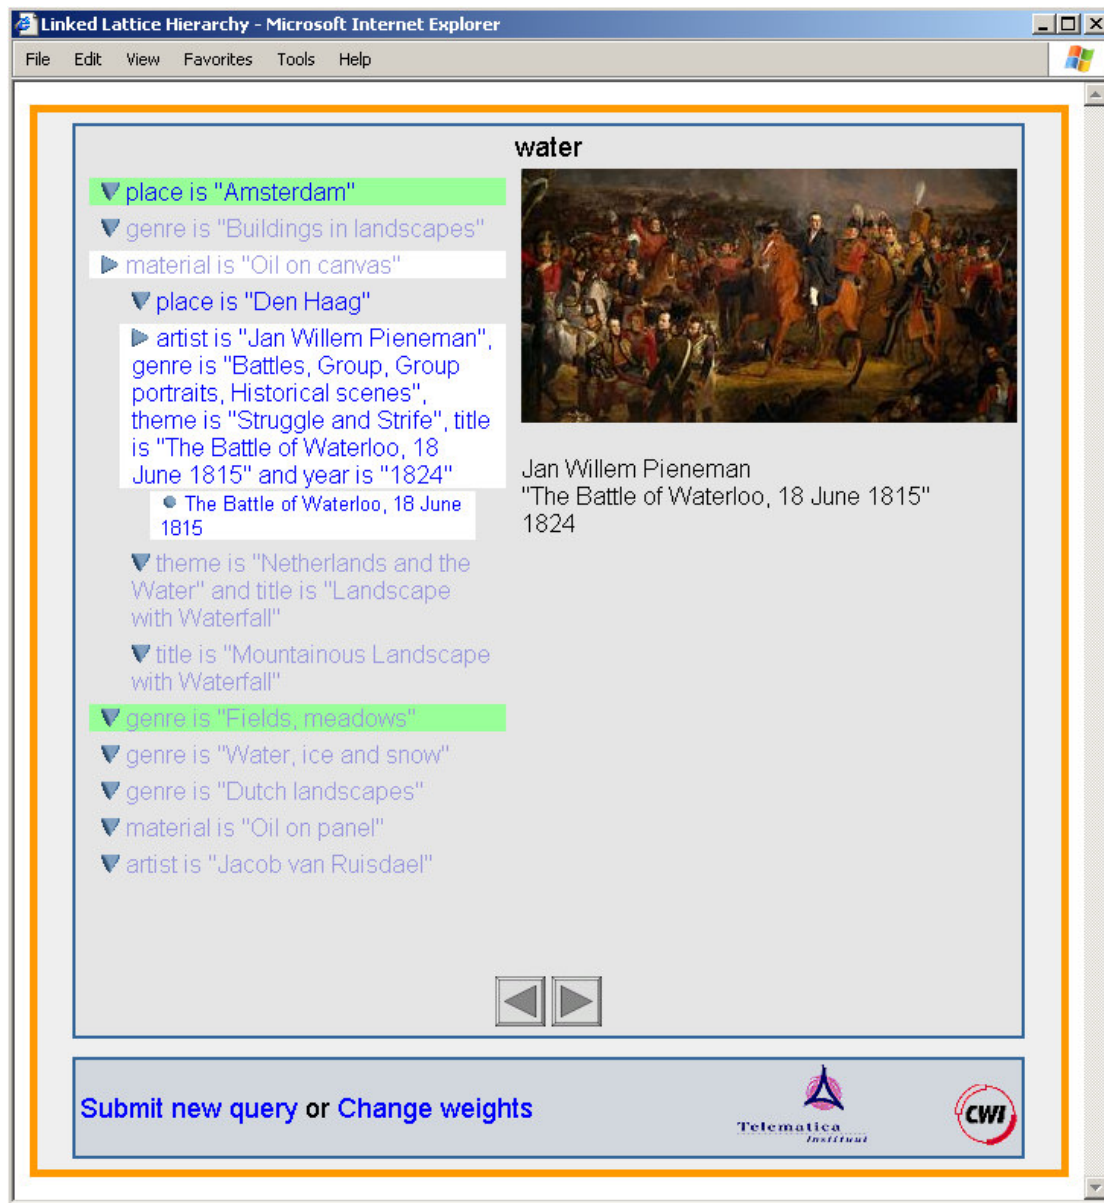 Linked Lattice Hierarchy - Microsoft Internet Explorer
File Edit View Favorites Tools Help
water
place is "Amsterdam"
genre is "Buildings in landscapes"
material is "Oil on canvas"
place is "Den Haag"
artist is "Jan Willem Pieneman",
genre is "Battles, Group, Group
portraits, Historical scenes",
theme is "Struggle and Strife", title
is "The Battle of Waterloo, 18
June 1815" and year is "1824"
The Battle of Waterloo, 18 June
1815
theme is "Netherlands and the
Water" and title is "Landscape
with Waterfall"
title is "Mountainous Landscape
with Waterfall"
genre is "Fields, meadows"
genre is "Water, ice and snow"
genre is "Dutch landscapes"
material is "Oil on panel"
artist is "Jacob van Ruisdael"
Jan Willem Pieneman
"The Battle of Waterloo, 18 June 1815"
1824
Submit new query or Change weights
Telematica
Instituut
CWI